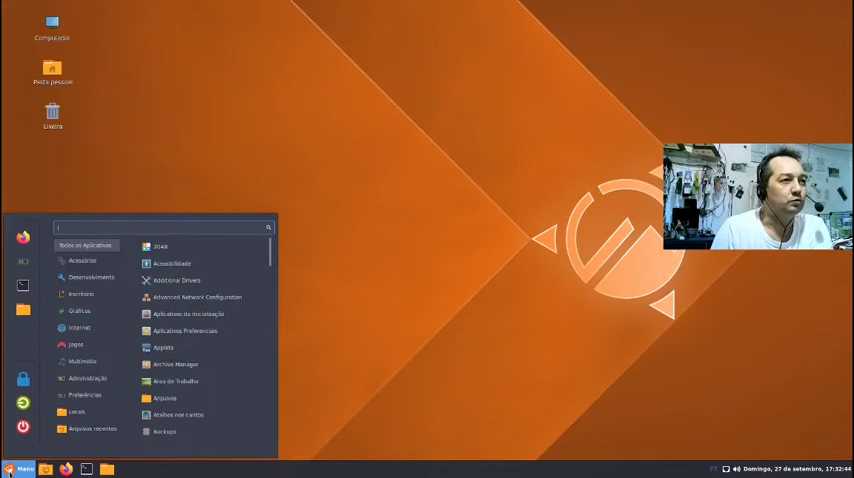 Computador
Pasta pessoal
Lixeira
Todos os Aplicativos
Acessórios
Desenvolvimento
Escritório
Gráficos
Internet
Jogos
Multimídia
Administração
Preferências
Locais
Arquivos recentes
2048
Acessibilidade
Additional Drivers
Advanced Network Configuration
Aplicativos da Inicialização
Aplicativos Preferenciais
Applets
Archive Manager
Área de Trabalho
Arquivos
Atalhos nos cantos
Backups
Menu
PT
Domingo, 27 de setembro, 17:32:44